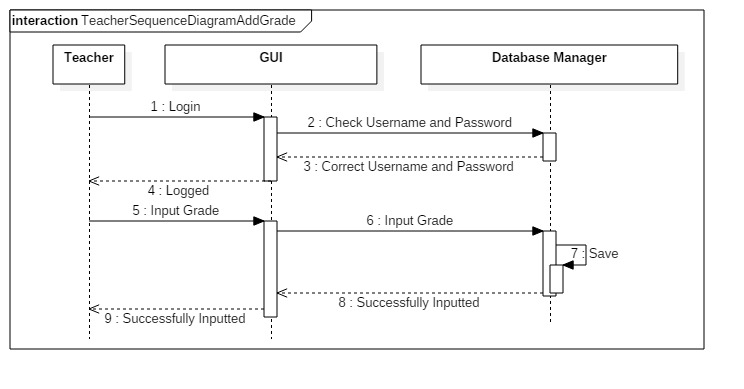 interaction TeacherSequenceDiagramAddGrade
Teacher
GUI
Database Manager
1 : Login
2 : Check Username and Password
3 : Correct Username and Password
4 : Logged
5 : Input Grade
6 : Input Grade
7 : Save
8 : Successfully Inputted
9 : Successfully Inputted